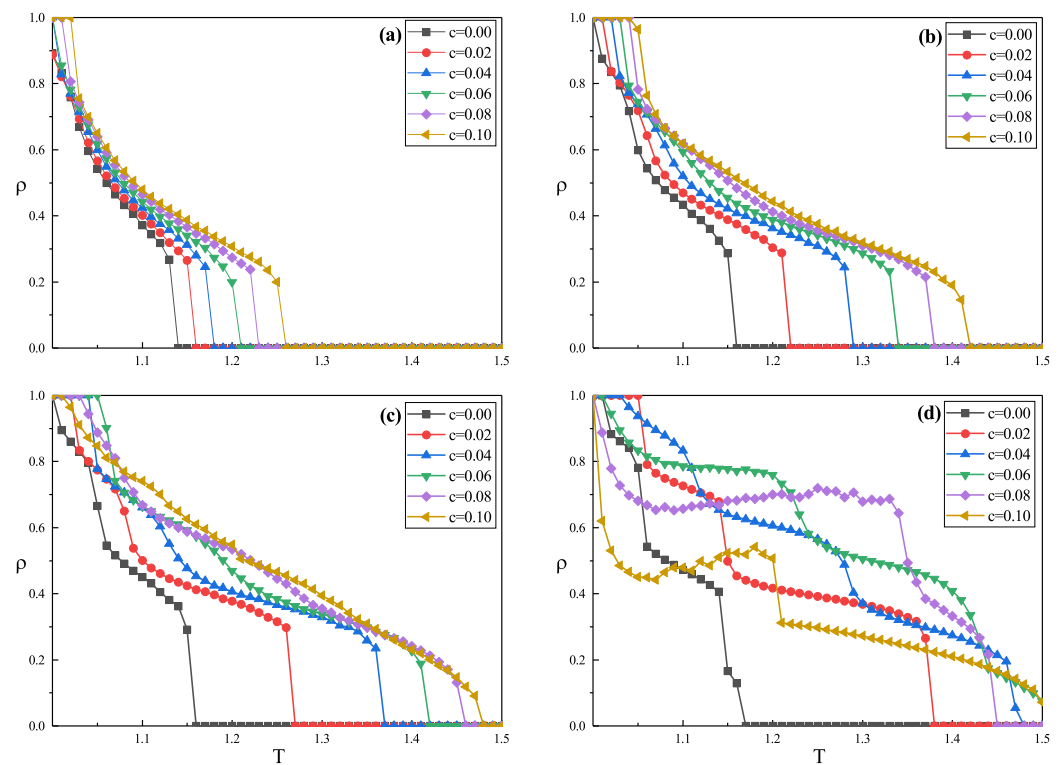 (a)
c=0.00
c=0.02
c=0.04
c=0.06
c=0.08
c=0.10
1.0
0.8
0.6
0.4
0.2
0.0
ρ
1.1
1.2
1.3
1.4
1.5
(b)
c=0.00
c=0.02
c=0.04
c=0.06
c=0.08
c=0.10
1.0
0.8
0.6
0.4
0.2
0.0
ρ
1.1
1.2
1.3
1.4
1.5
(c)
c=0.00
c=0.02
c=0.04
c=0.06
c=0.08
c=0.10
1.0
0.8
0.6
0.4
0.2
0.0
ρ
1.1
1.2
1.3
1.4
1.5
T
(d)
c=0.00
c=0.02
c=0.04
c=0.06
c=0.08
c=0.10
1.0
0.8
0.6
0.4
0.2
0.0
ρ
1.1
1.2
1.3
1.4
1.5
T